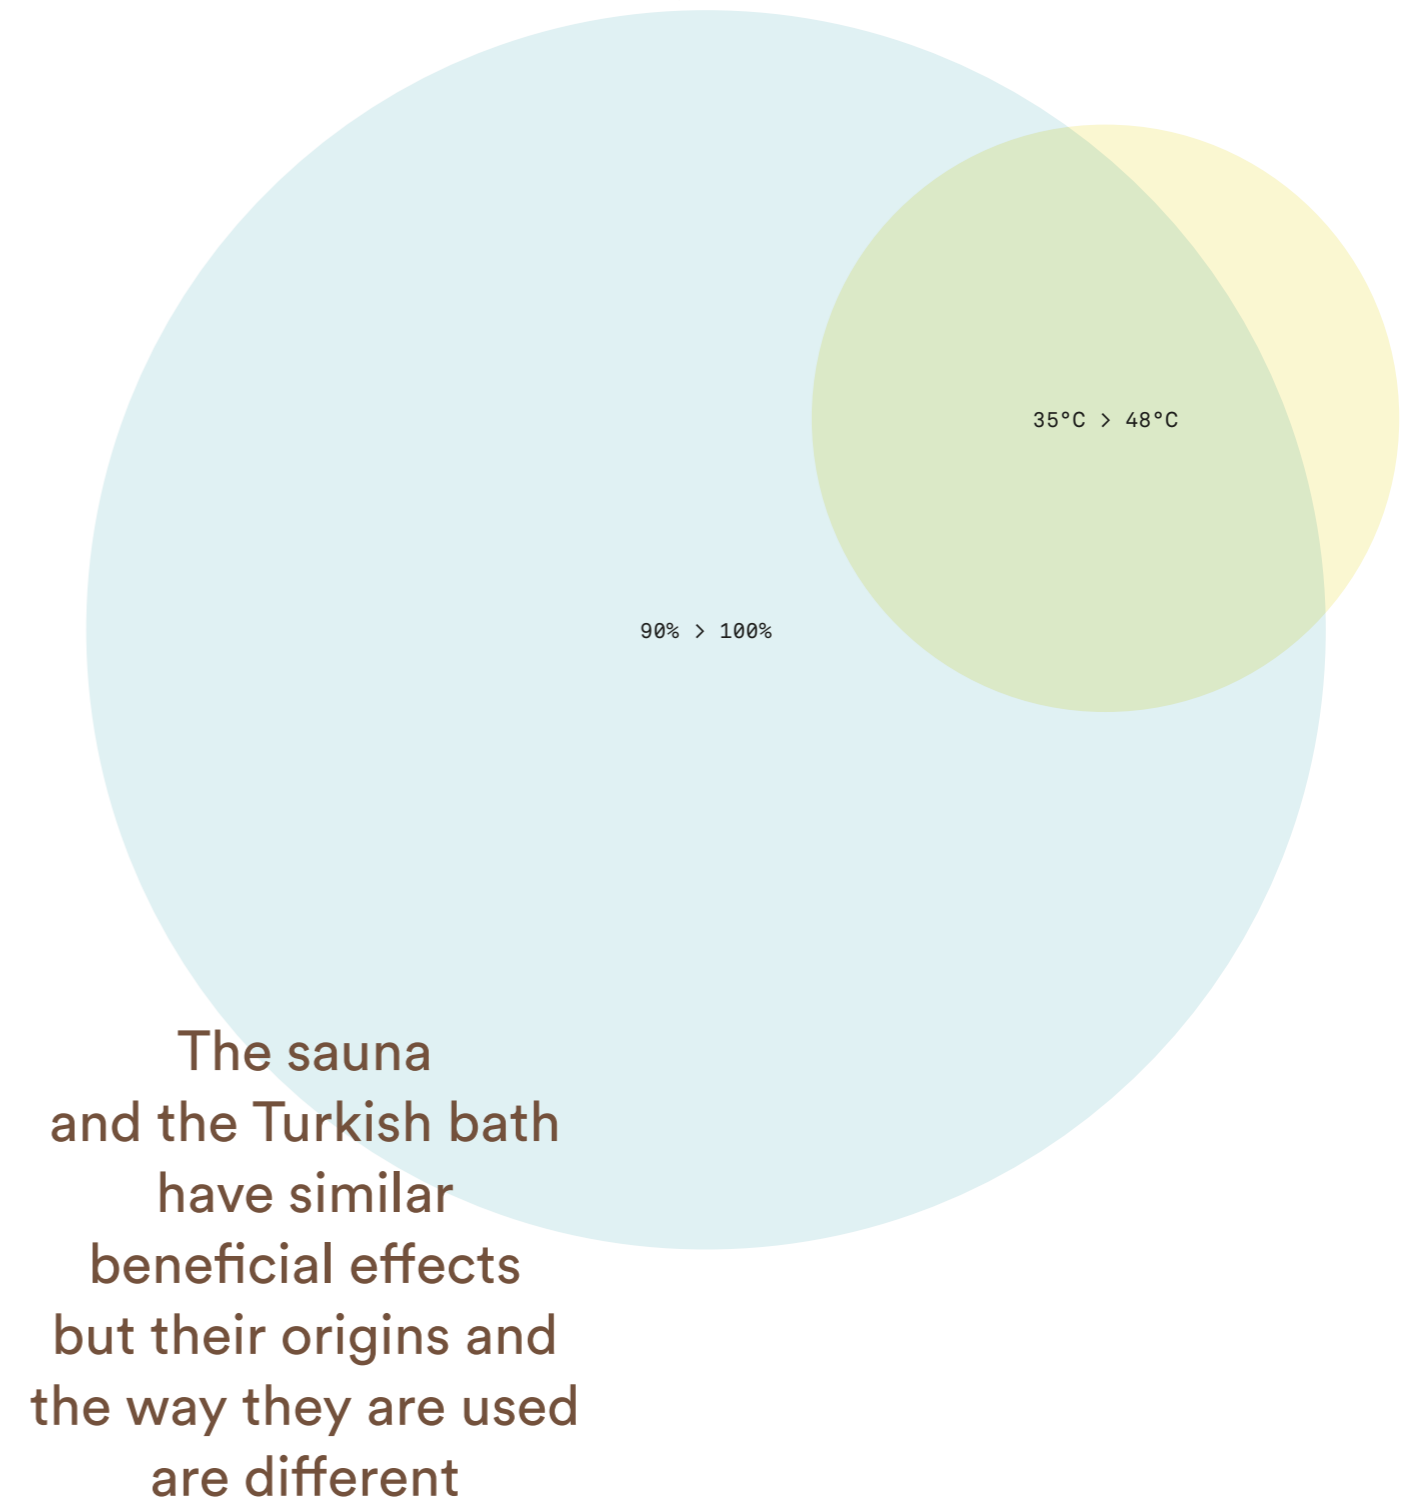 35°C > 48°C
90% > 100%
The sauna
and the Turkish bath
have similar
beneficial effects
but their origins and
the way they are used
are different